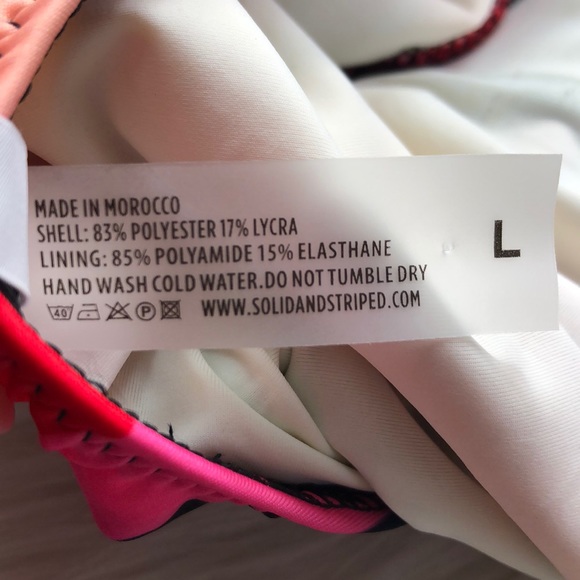 MADE IN MOROCCO
SHELL: 83% POLYESTER 17% LYCRA
LINING: 85% POLYAMIDE 15% ELASTHANE
HAND WASH COLD WATER.DO NOT TUMBLE DRY
40 P WWW.SOLIDANDSTRIPED.COM
L